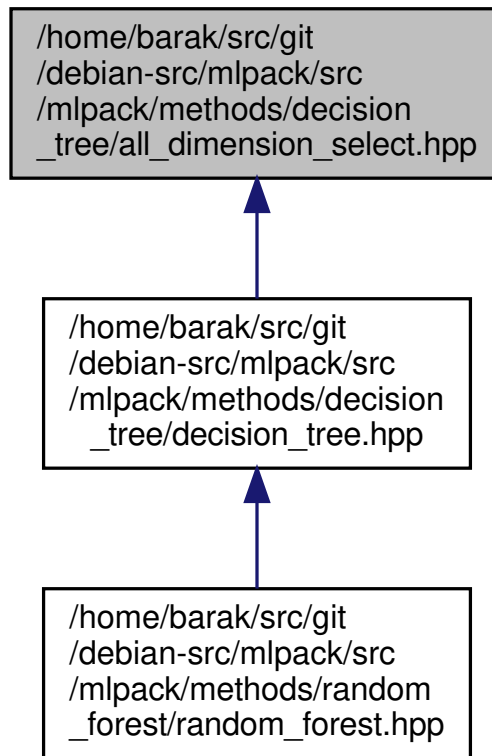 /home/barak/src/git
/debian-src/mlpack/src
/mlpack/methods/decision
_tree/all_dimension_select.hpp
/home/barak/src/git
/debian-src/mlpack/src
/mlpack/methods/decision
_tree/decision_tree.hpp
/home/barak/src/git
/debian-src/mlpack/src
/mlpack/methods/random
_forest/random_forest.hpp